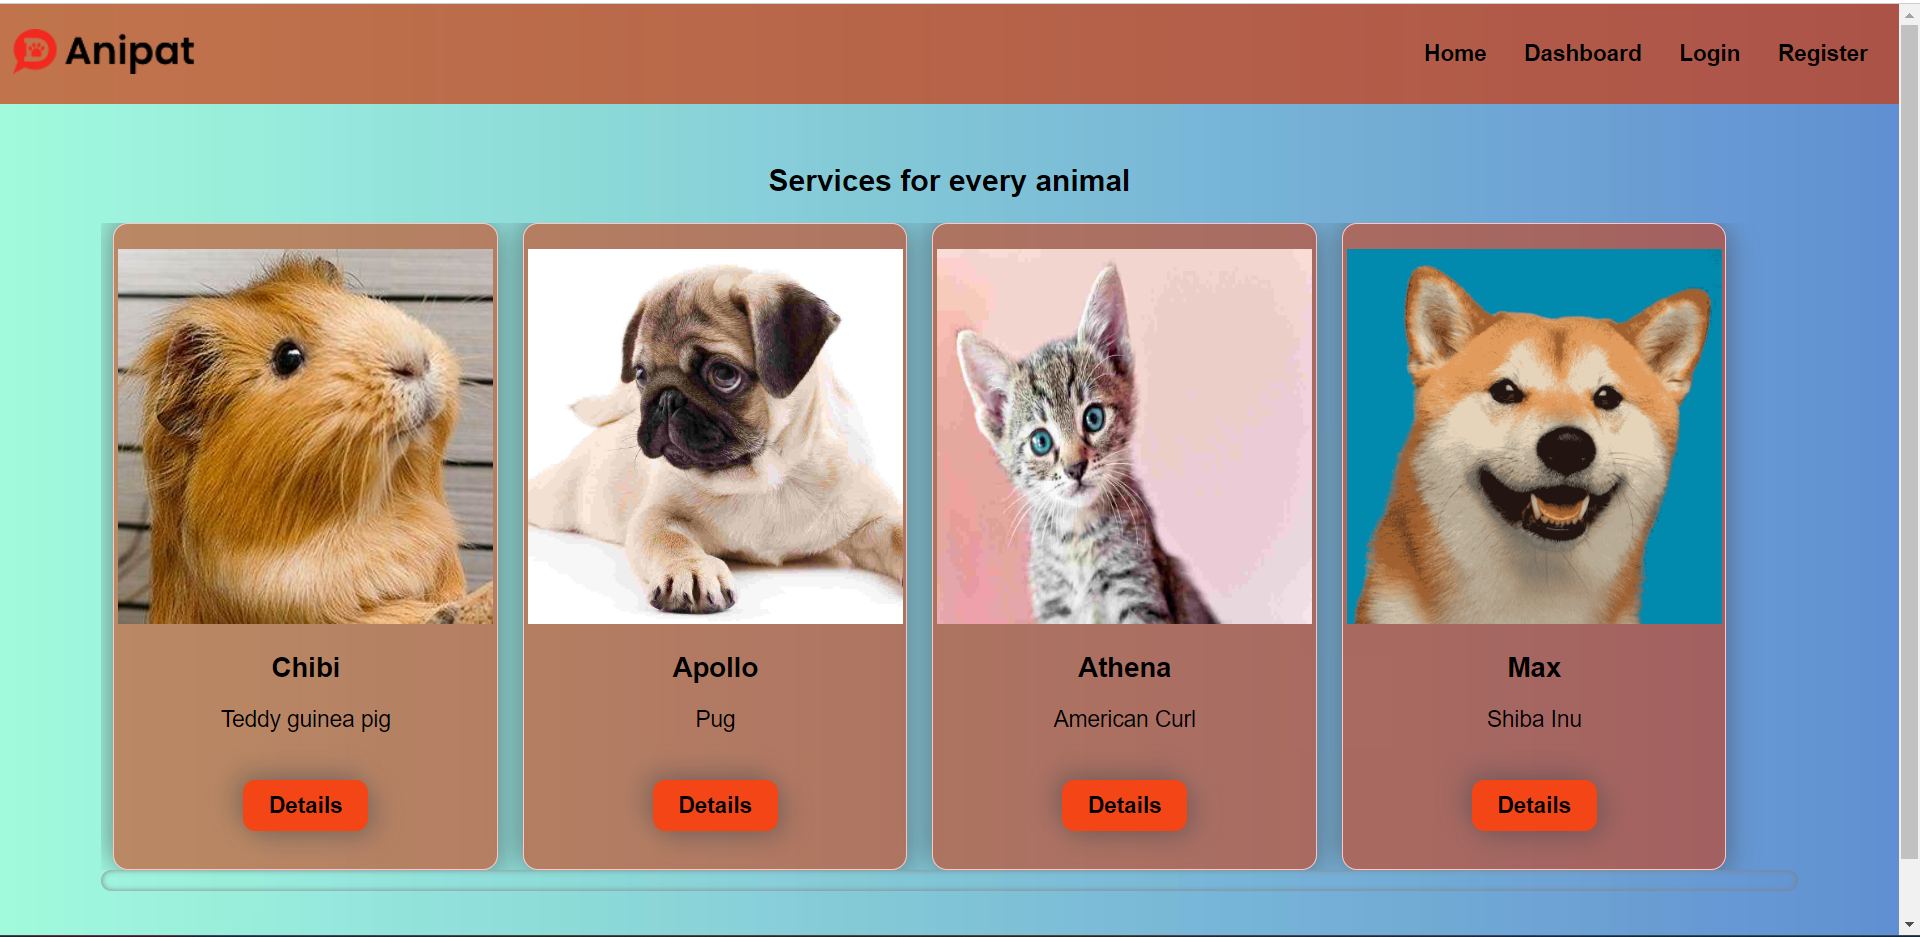 Anipat
Home Dashboard Login Register
Services for every animal
Chibi
Teddy guinea pig
Details
Apollo
Pug
Details
Athena
American Curl
Details
Max
Shiba Inu
Details